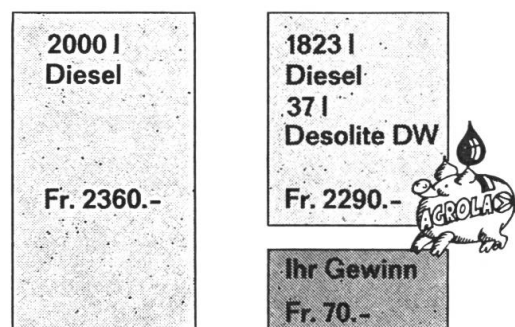 2000 l
Diesel
Fr. 2360.-
1823 l
Diesel
37 l
Desolite DW
Fr. 2290.-
AGROLA
Ihr Gewinn
Fr. 70.-